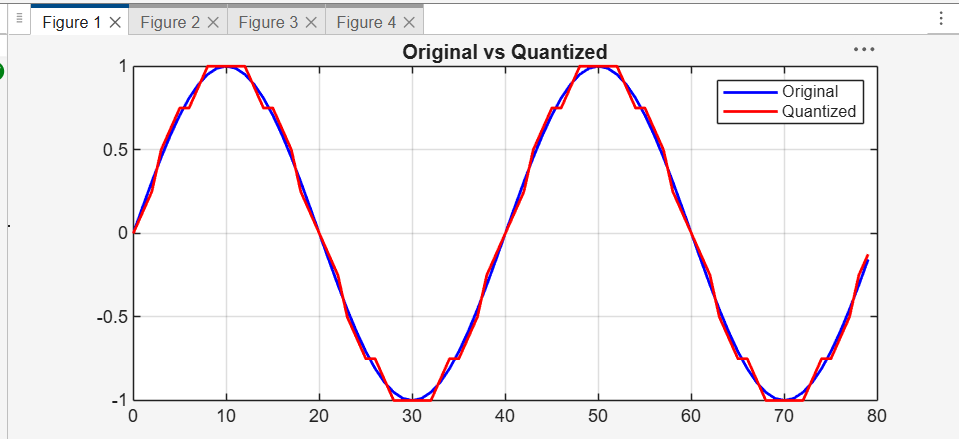 Figure 1 × Figure 2 × Figure 3 × Figure 4 ×
Original vs Quantized
Original
Quantized
1
0.5
0
-0.5
-1
0 10 20 30 40 50 60 70 80